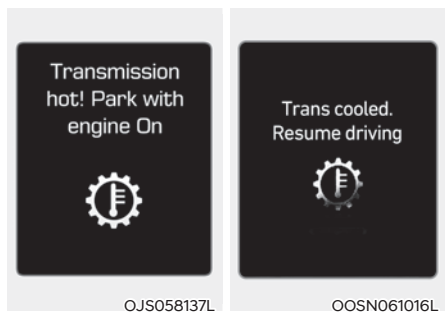 Transmission
hot! Park with
engine On
OJS058137L
Trans cooled.
Resume driving
OOSN061016L